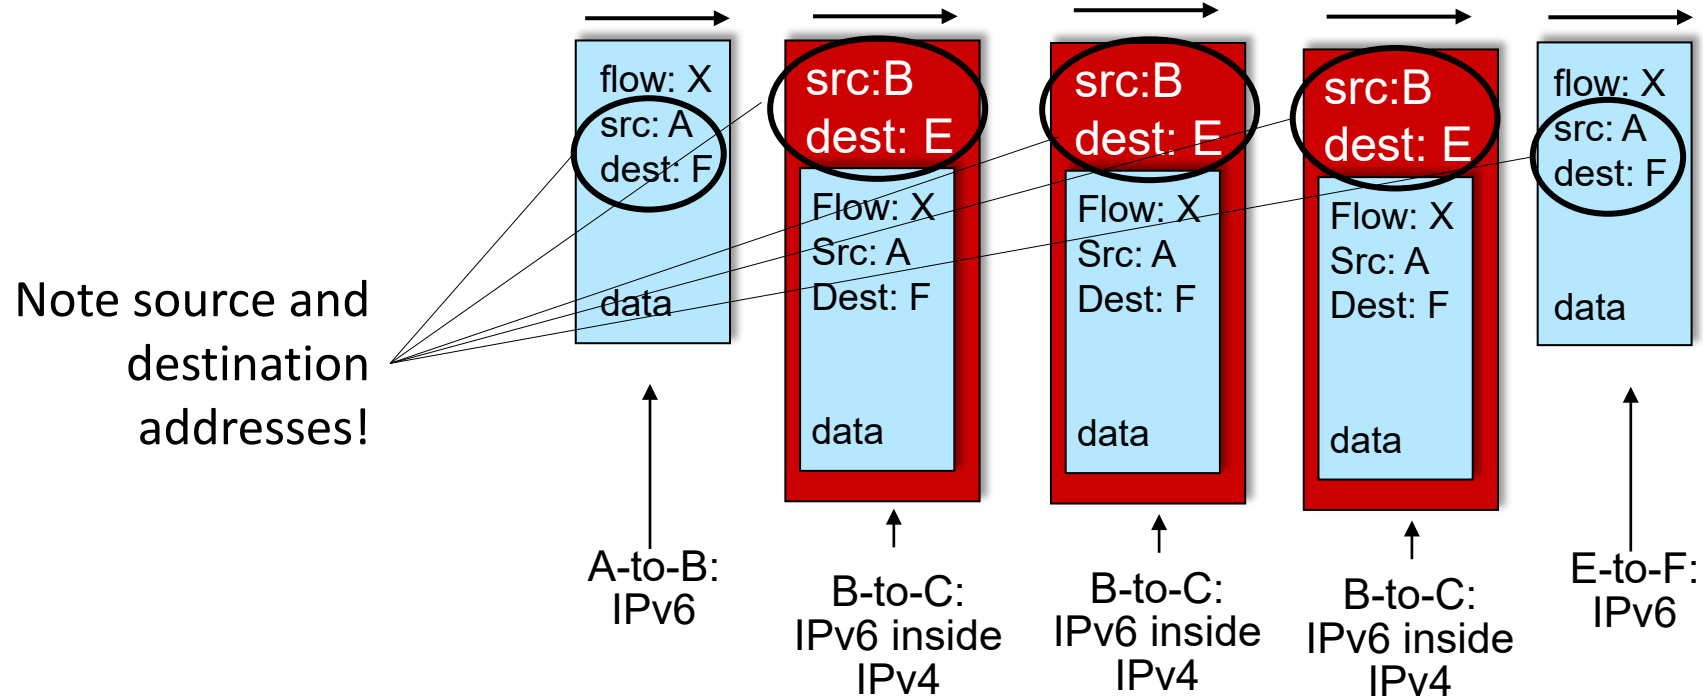 Note source and
destination
addresses!
flow: X
src: A
dest: F
data
A-to-B:
IPv6
src:B
dest: E
Flow: X
Src: A
Dest: F
data
B-to-C:
IPv6 inside
IPv4
src:B
dest: E
Flow: X
Src: A
Dest: F
data
B-to-C:
IPv6 inside
IPv4
src:B
dest: E
Flow: X
Src: A
Dest: F
data
B-to-C:
IPv6 inside
IPv4
flow: X
src: A
dest: F
data
E-to-F:
IPv6